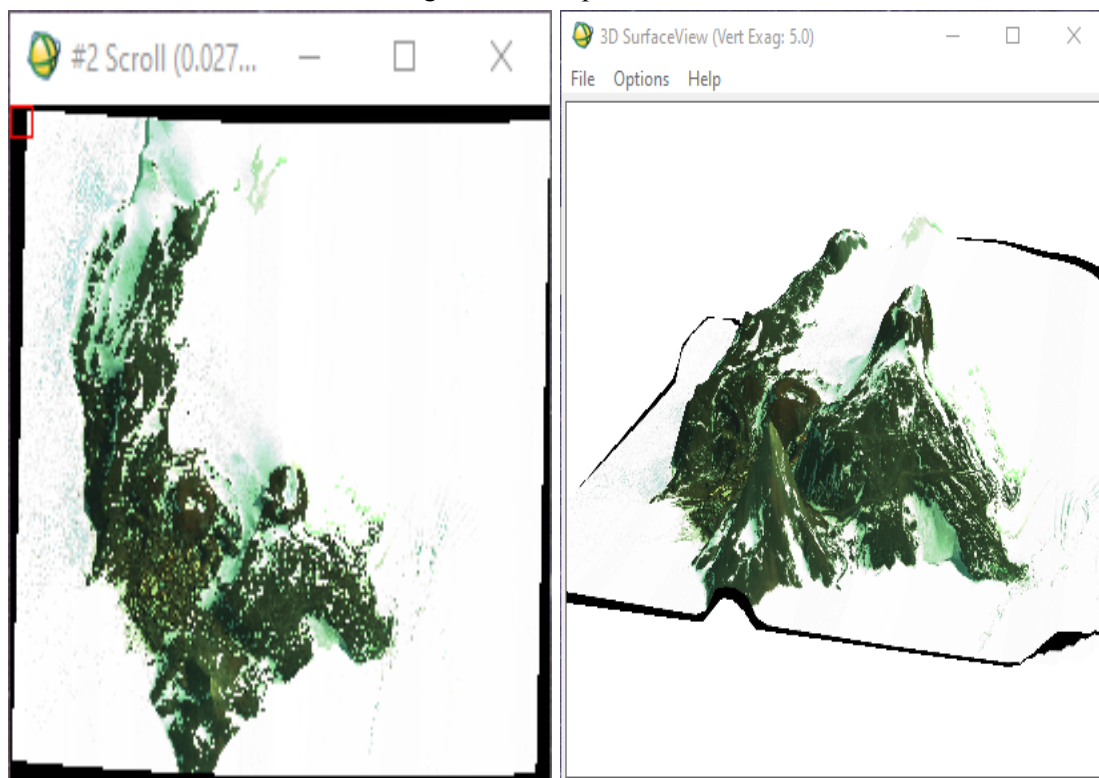 #2 Scroll (0.027...
3D SurfaceView (Vert Exag: 5.0)
File Options Help